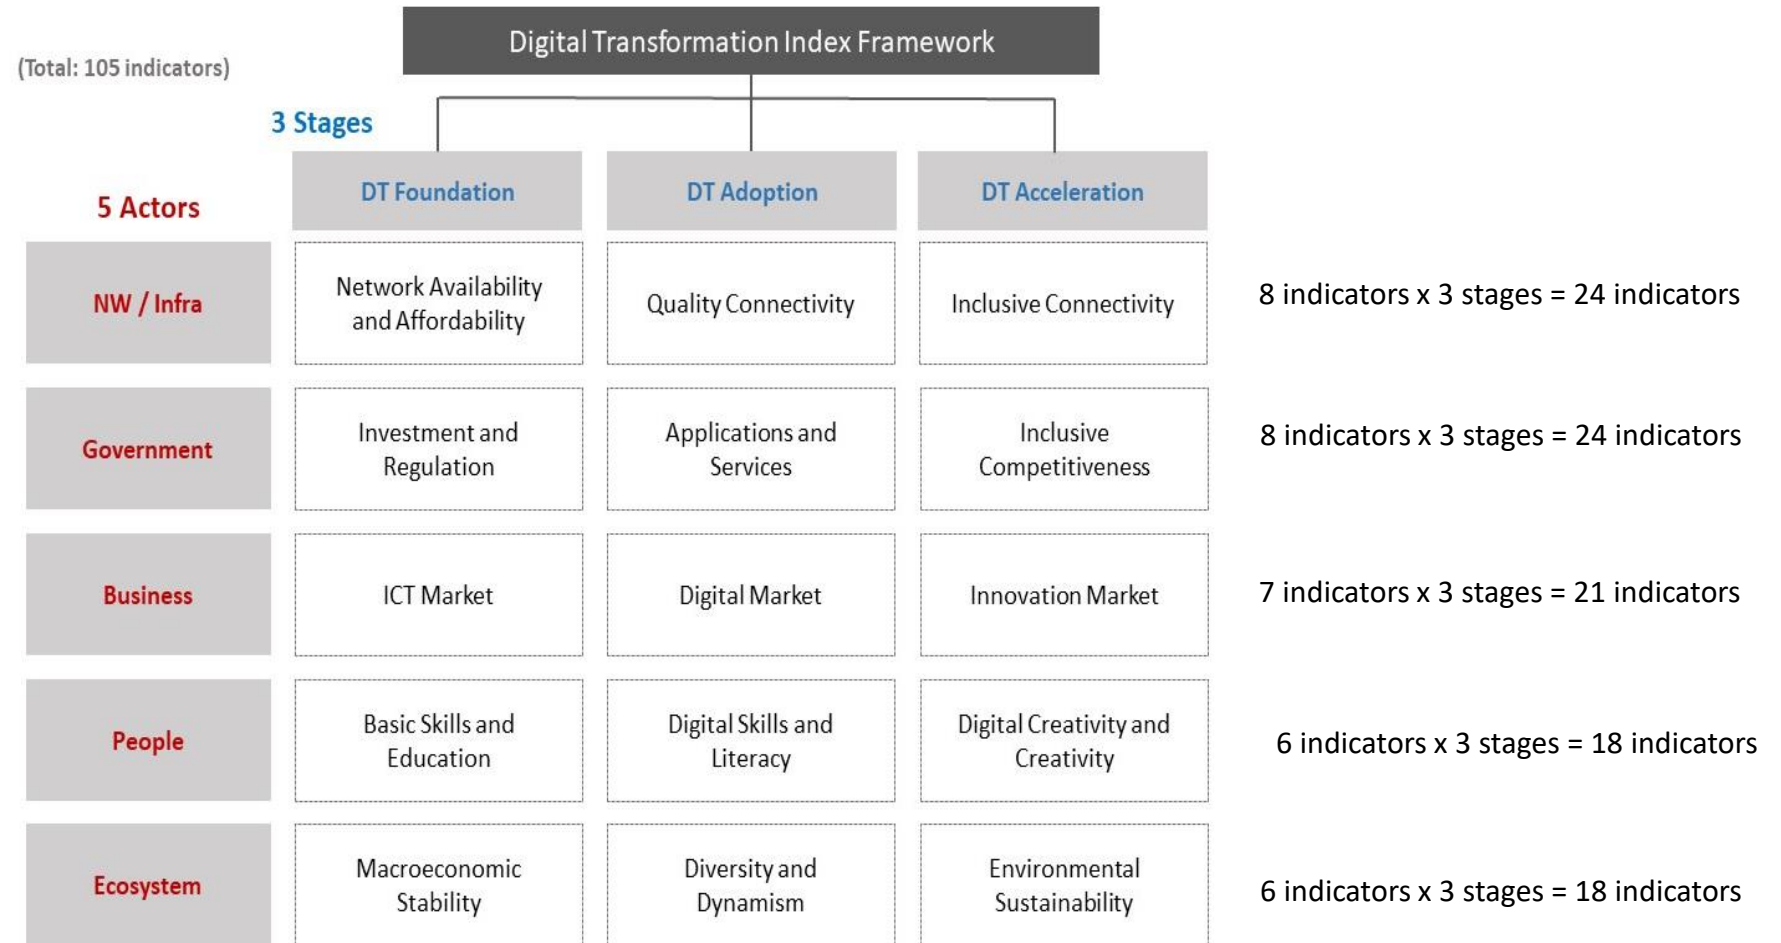 Digital Transformation Index Framework
(Total: 105 indicators)
3 Stages
5 Actors
DT Foundation
DT Adoption
DT Acceleration
NW / Infra
Network Availability
and Affordability
Quality Connectivity
Inclusive Connectivity
8 indicators x 3 stages = 24 indicators
Government
Investment and
Regulation
Applications and
Services
Inclusive
Competitiveness
8 indicators x 3 stages = 24 indicators
Business
ICT Market
Digital Market
Innovation Market
7 indicators x 3 stages = 21 indicators
People
Basic Skills and
Education
Digital Skills and
Literacy
Digital Creativity and
Creativity
6 indicators x 3 stages = 18 indicators
Ecosystem
Macroeconomic
Stability
Diversity and
Dynamism
Environmental
Sustainability
6 indicators x 3 stages = 18 indicators